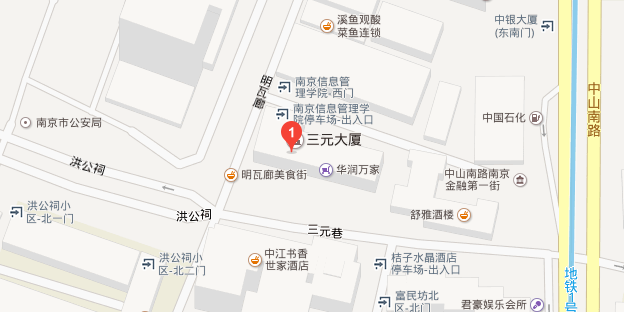 溪鱼观酸
菜鱼连锁
中银大厦
(东南门)
明瓦廊
南京信息管
理学院-西门
南京信息管理学
院停车场-出入口
中山南路
南京市公安局
中国石化
1
三元大厦
洪公祠
明瓦廊美食街
华润万家
中山南路南京
金融第一街
洪公祠小
区-北一门
洪公祠
舒雅酒楼
三元巷
洪公祠小
区-北二门
中江书香
世家酒店
桔子水晶酒店
停车场-出入口
地铁1号
富民坊北
区-北门
君豪娱乐会所